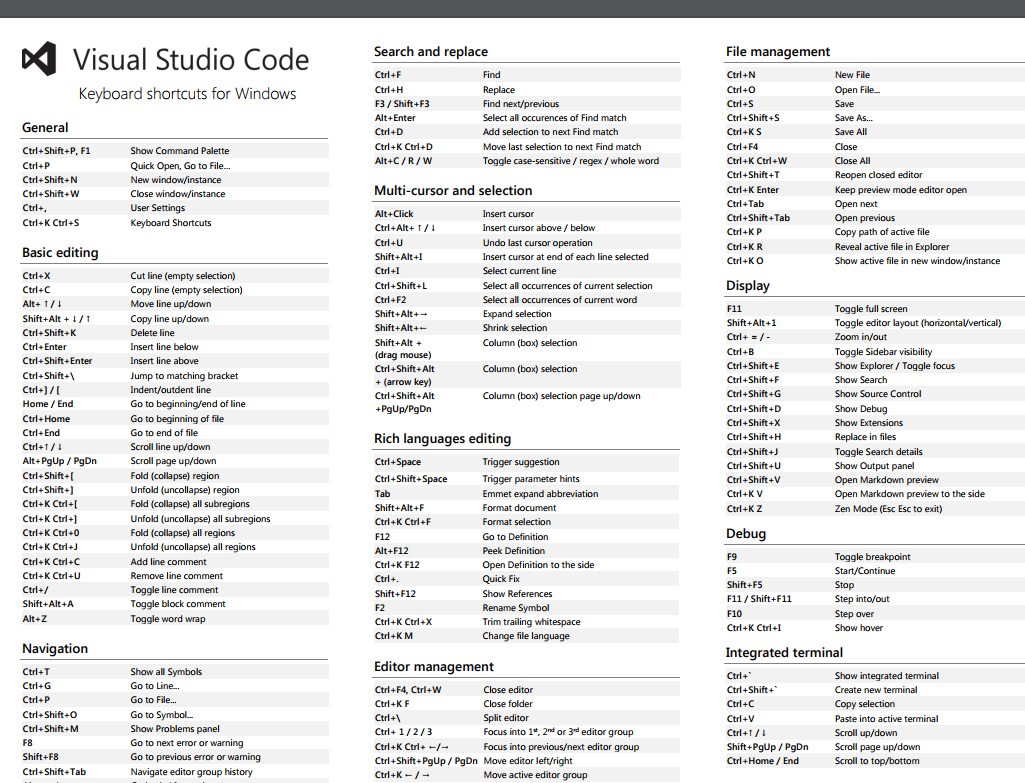 Visual Studio Code
Keyboard shortcuts for Windows
General
Ctrl+Shift+P, F1 Show Command Palette
Ctrl+P Quick Open, Go to File...
Ctrl+Shift+N New window/instance
Ctrl+Shift+W Close window/instance
Ctrl+, User Settings
Ctrl+K Ctrl+S Keyboard Shortcuts
Basic editing
Ctrl+X Cut line (empty selection)
Ctrl+C Copy line (empty selection)
Alt+ ↑ / ↓ Move line up/down
Shift+Alt + ↓ / ↑ Copy line up/down
Ctrl+Shift+K Delete line
Ctrl+Enter Insert line below
Ctrl+Shift+Enter Insert line above
Ctrl+Shift+\ Jump to matching bracket
Ctrl+] / [ Indent/outdent line
Home / End Go to beginning/end of line
Ctrl+Home Go to beginning of file
Ctrl+End Go to end of file
Ctrl+↑ / ↓ Scroll line up/down
Alt+PgUp / PgDn Scroll page up/down
Ctrl+Shift+[ Fold (collapse) region
Ctrl+Shift+] Unfold (uncollapse) region
Ctrl+K Ctrl+[ Fold (collapse) all subregions
Ctrl+K Ctrl+] Unfold (uncollapse) all subregions
Ctrl+K Ctrl+0 Fold (collapse) all regions
Ctrl+K Ctrl+J Unfold (uncollapse) all regions
Ctrl+K Ctrl+C Add line comment
Ctrl+K Ctrl+U Remove line comment
Ctrl+/ Toggle line comment
Shift+Alt+A Toggle block comment
Alt+Z Toggle word wrap
Navigation
Ctrl+T Show all Symbols
Ctrl+G Go to Line...
Ctrl+P Go to File...
Ctrl+Shift+O Go to Symbol...
Ctrl+Shift+M Show Problems panel
F8 Go to next error or warning
Shift+F8 Go to previous error or warning
Ctrl+Shift+Tab Navigate editor group history
Search and replace
Ctrl+F Find
Ctrl+H Replace
F3 / Shift+F3 Find next/previous
Alt+Enter Select all occurences of Find match
Ctrl+D Add selection to next Find match
Ctrl+K Ctrl+D Move last selection to next Find match
Alt+C / R / W Toggle case-sensitive / regex / whole word
Multi-cursor and selection
Alt+Click Insert cursor
Ctrl+Alt+ ↑ / ↓ Insert cursor above / below
Ctrl+U Undo last cursor operation
Shift+Alt+I Insert cursor at end of each line selected
Ctrl+I Select current line
Ctrl+Shift+L Select all occurrences of current selection
Ctrl+F2 Select all occurrences of current word
Shift+Alt+→ Expand selection
Shift+Alt+← Shrink selection
Shift+Alt + Column (box) selection
(drag mouse)
Ctrl+Shift+Alt Column (box) selection
+ (arrow key)
Ctrl+Shift+Alt Column (box) selection page up/down
+PgUp/PgDn
Rich languages editing
Ctrl+Space Trigger suggestion
Ctrl+Shift+Space Trigger parameter hints
Tab Emmet expand abbreviation
Shift+Alt+F Format document
Ctrl+K Ctrl+F Format selection
F12 Go to Definition
Alt+F12 Peek Definition
Ctrl+K F12 Open Definition to the side
Ctrl+. Quick Fix
Shift+F12 Show References
F2 Rename Symbol
Ctrl+K Ctrl+X Trim trailing whitespace
Ctrl+K M Change file language
Editor management
Ctrl+F4, Ctrl+W Close editor
Ctrl+K F Close folder
Ctrl+\ Split editor
Ctrl+ 1 / 2 / 3 Focus into 1st, 2nd or 3rd editor group
Ctrl+K Ctrl+ ←/→ Focus into previous/next editor group
Ctrl+Shift+PgUp / PgDn Move editor left/right
Ctrl+K ← / → Move active editor group
File management
Ctrl+N New File
Ctrl+O Open File...
Ctrl+S Save
Ctrl+Shift+S Save As...
Ctrl+K S Save All
Ctrl+F4 Close
Ctrl+K Ctrl+W Close All
Ctrl+Shift+T Reopen closed editor
Ctrl+K Enter Keep preview mode editor open
Ctrl+Tab Open next
Ctrl+Shift+Tab Open previous
Ctrl+K P Copy path of active file
Ctrl+K R Reveal active file in Explorer
Ctrl+K O Show active file in new window/instance
Display
F11 Toggle full screen
Shift+Alt+1 Toggle editor layout (horizontal/vertical)
Ctrl+ = / - Zoom in/out
Ctrl+B Toggle Sidebar visibility
Ctrl+Shift+E Show Explorer / Toggle focus
Ctrl+Shift+F Show Search
Ctrl+Shift+G Show Source Control
Ctrl+Shift+D Show Debug
Ctrl+Shift+X Show Extensions
Ctrl+Shift+H Replace in files
Ctrl+Shift+J Toggle Search details
Ctrl+Shift+U Show Output panel
Ctrl+Shift+V Open Markdown preview
Ctrl+K V Open Markdown preview to the side
Ctrl+K Z Zen Mode (Esc Esc to exit)
Debug
F9 Toggle breakpoint
F5 Start/Continue
Shift+F5 Stop
F11 / Shift+F11 Step into/out
F10 Step over
Ctrl+K Ctrl+I Show hover
Integrated terminal
Ctrl+` Show integrated terminal
Ctrl+Shift+` Create new terminal
Ctrl+C Copy selection
Ctrl+V Paste into active terminal
Ctrl+↑ / ↓ Scroll up/down
Shift+PgUp / PgDn Scroll page up/down
Ctrl+Home / End Scroll to top/bottom